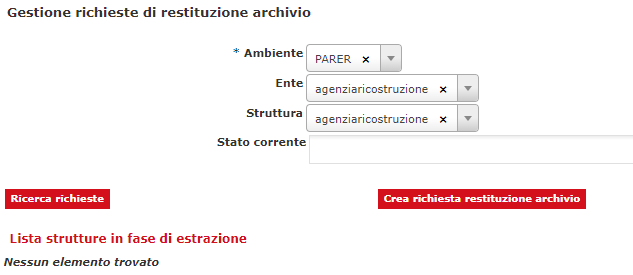 Gestione richieste di restituzione archivio
* Ambiente PARER ×
Ente agenziaricostruzione ×
Struttura agenziaricostruzione ×
Stato corrente
Ricerca richieste Crea richiesta restituzione archivio
Lista strutture in fase di estrazione
Nessun elemento trovato